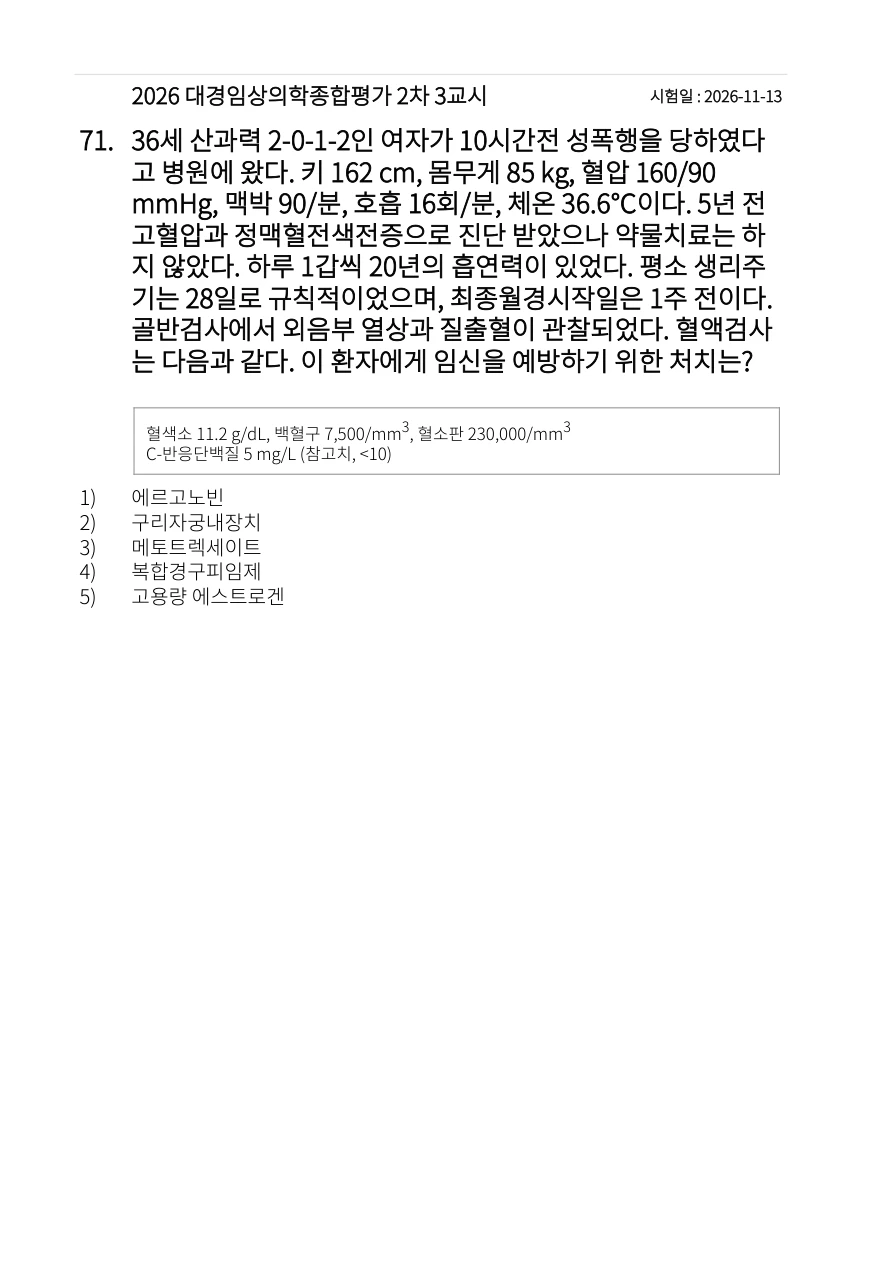 2026 대경임상의학종합평가 2차 3교시
시험일 : 2026-11-13
71. 36세 산과력 2-0-1-2인 여자가 10시간전 성폭행을 당하였다
고 병원에 왔다. 키 162 cm, 몸무게 85 kg, 혈압 160/90
mmHg, 맥박 90/분, 호흡 16회/분, 체온 36.6℃이다. 5년 전
고혈압과 정맥혈전색전증으로 진단 받았으나 약물치료는 하
지 않았다. 하루 1갑씩 20년의 흡연력이 있었다. 평소 생리주
기는 28일로 규칙적이었으며, 최종월경시작일은 1주 전이다.
골반검사에서 외음부 열상과 질출혈이 관찰되었다. 혈액검사
는 다음과 같다. 이 환자에게 임신을 예방하기 위한 처치는?
혈색소 11.2 g/dL, 백혈구 7,500/mm³, 혈소판 230,000/mm³
C-반응단백질 5 mg/L (참고치, <10)
1) 에르고노빈
2) 구리자궁내장치
3) 메토트렉세이트
4) 복합경구피임제
5) 고용량 에스트로겐